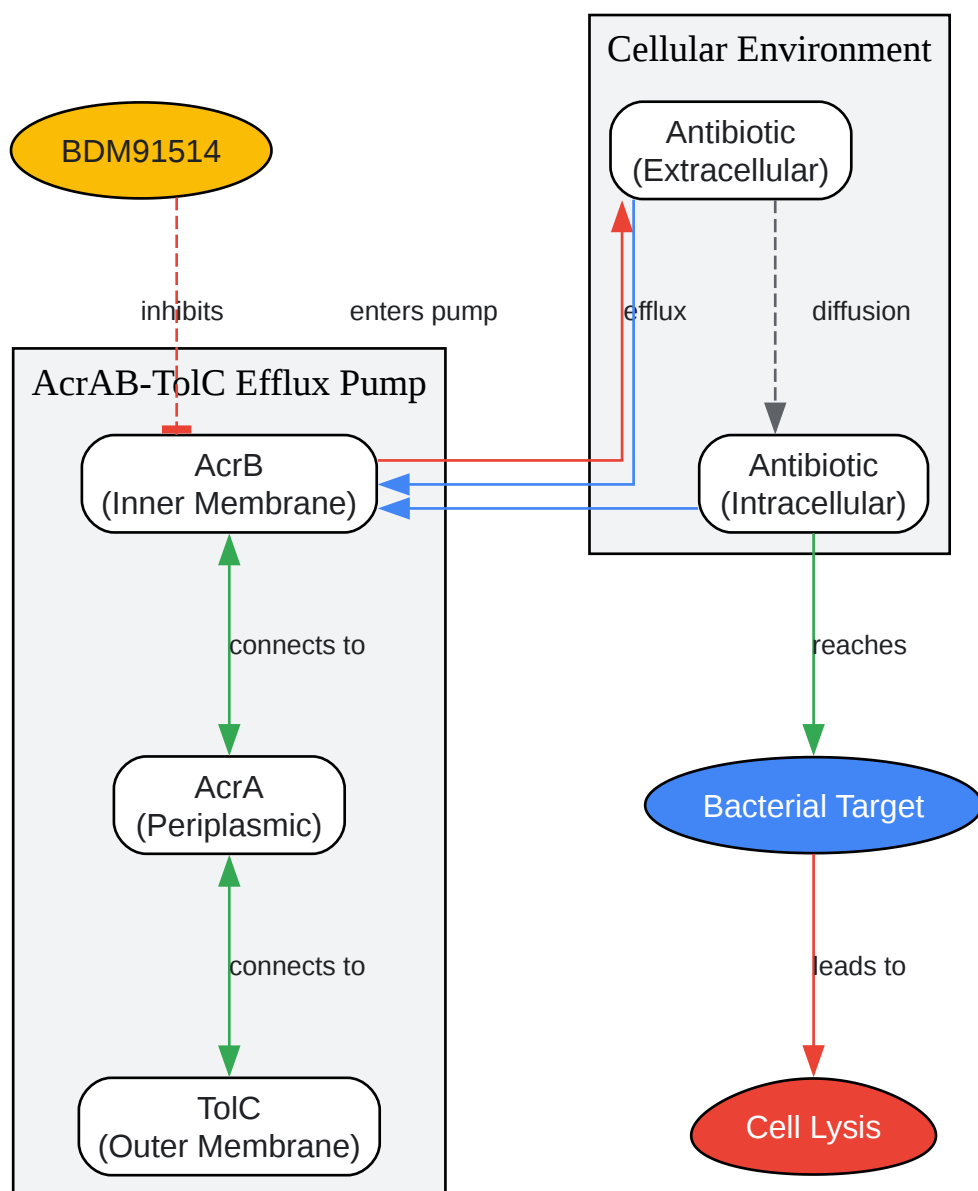 Cellular Environment
Antibiotic
(Extracellular)
BDM91514
inhibits
enters pump
efflux
diffusion
AcrAB-TolC Efflux Pump
AcrB
(Inner Membrane)
Antibiotic
(Intracellular)
connects to
reaches
AcrA
(Periplasmic)
Bacterial Target
connects to
leads to
TolC
(Outer Membrane)
Cell Lysis